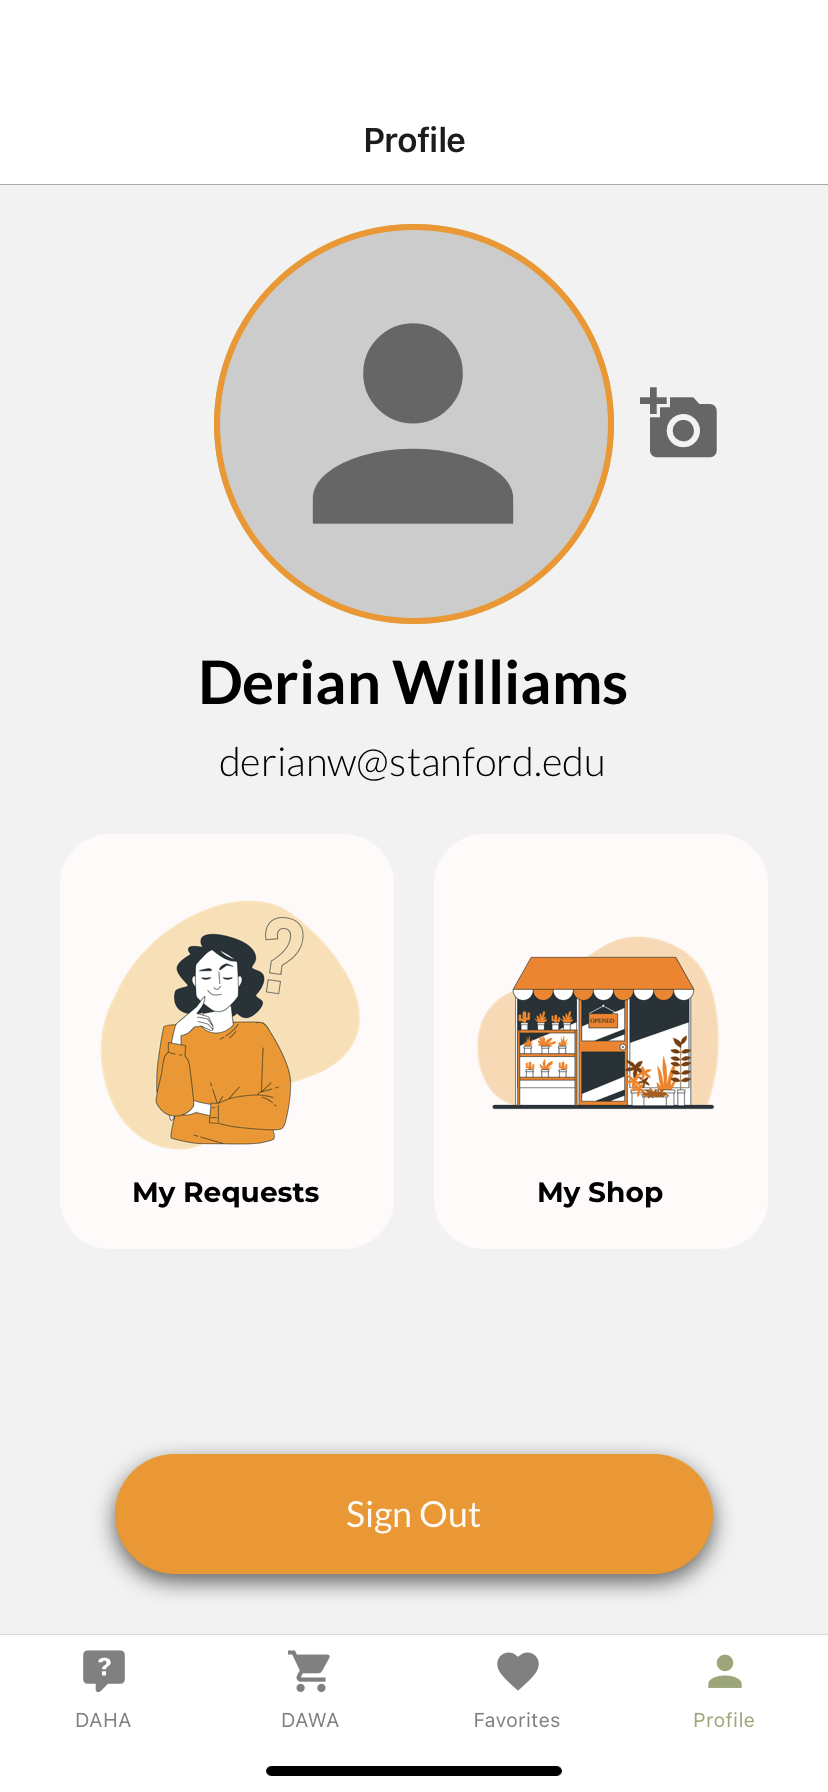 Profile
Derian Williams
derianw@stanford.edu
?
OPENED
My Requests
My Shop
Sign Out
?
DAHA
DAWA
Favorites
Profile